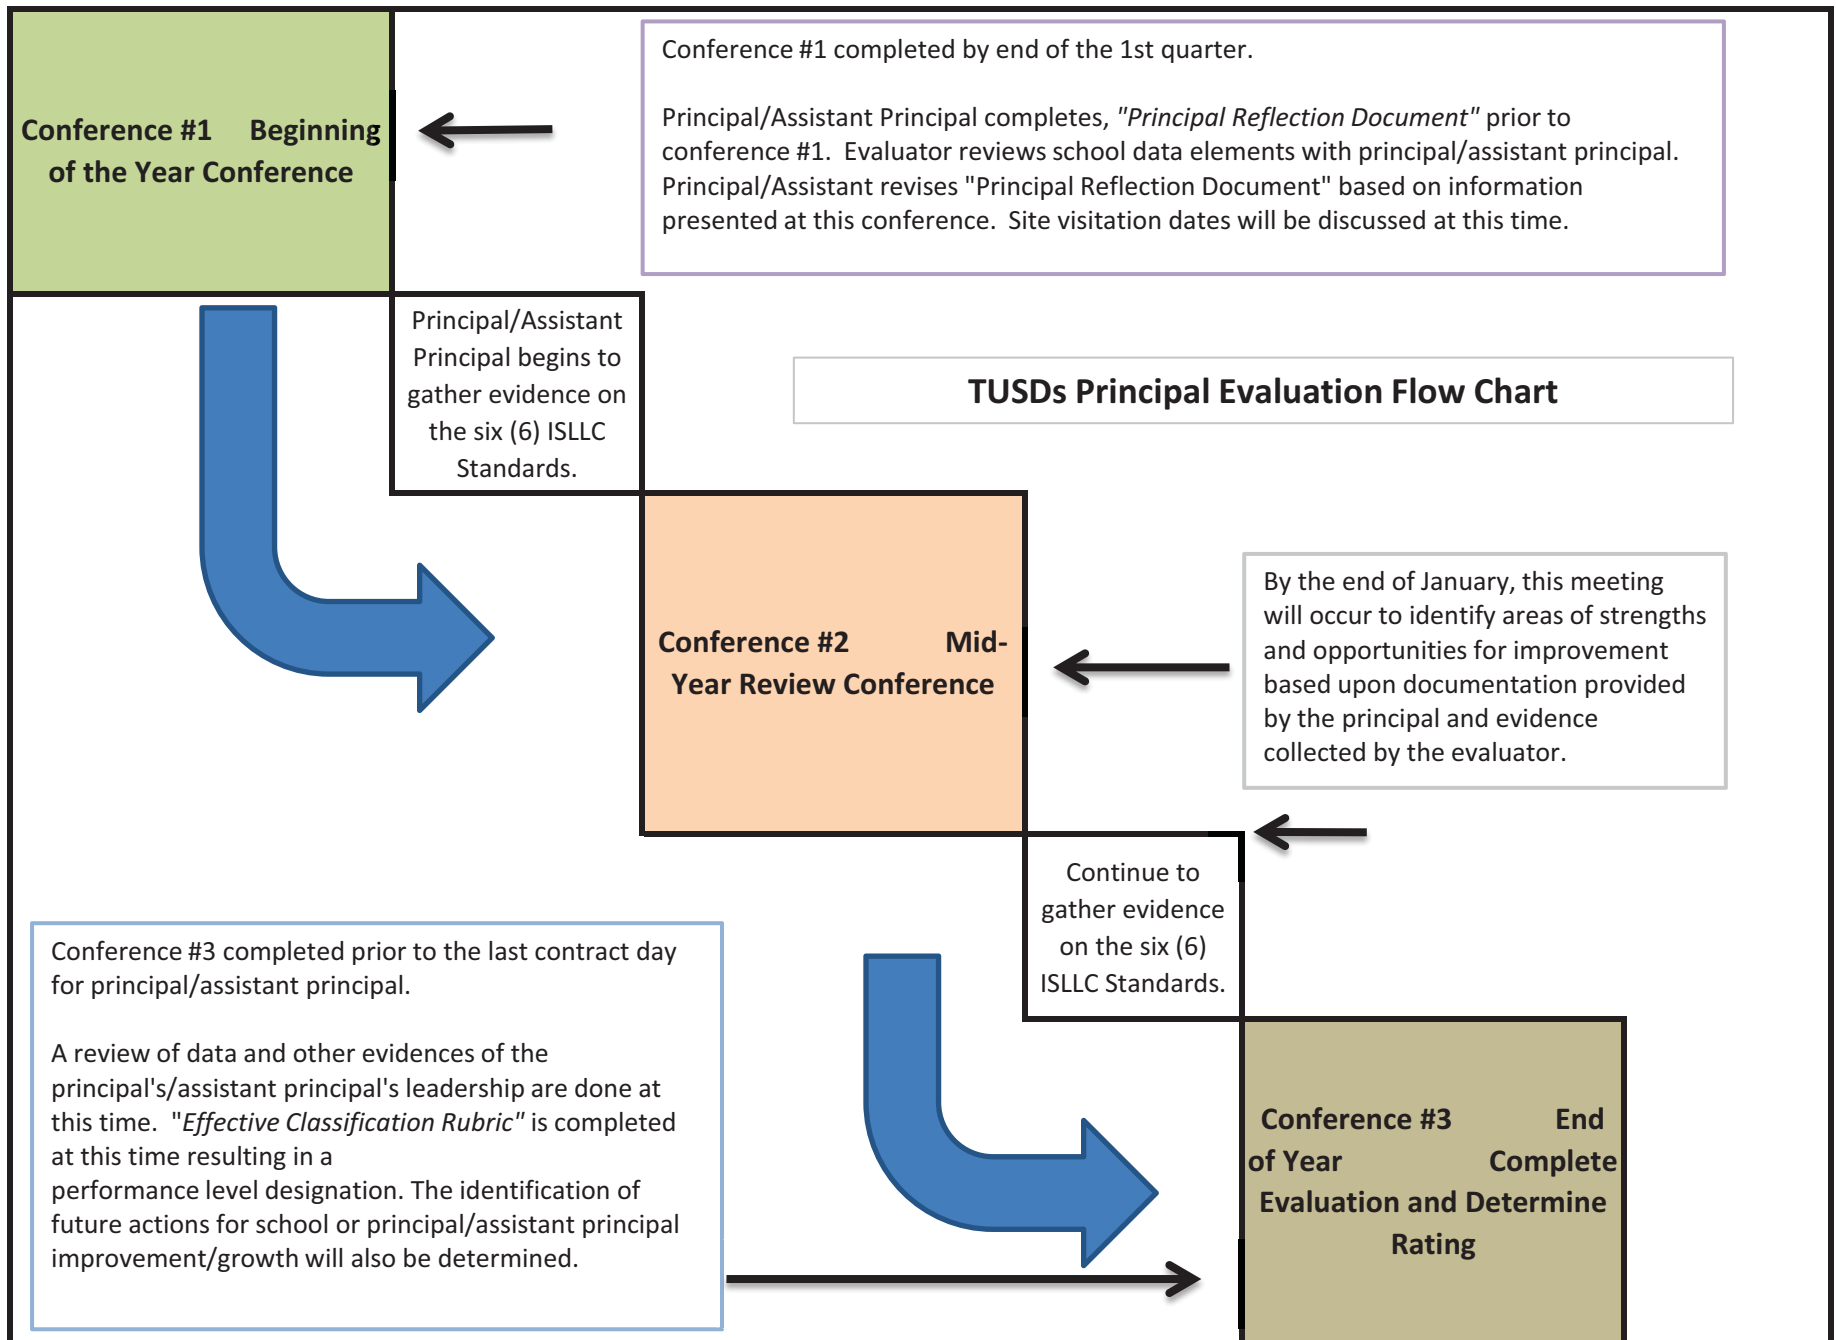 Conference #1 Beginning
of the Year Conference
Conference #1 completed by end of the 1st quarter.
Principal/Assistant Principal completes, "Principal Reflection Document" prior to
conference #1. Evaluator reviews school data elements with principal/assistant principal.
Principal/Assistant revises "Principal Reflection Document" based on information
presented at this conference. Site visitation dates will be discussed at this time.
Principal/Assistant
Principal begins to
gather evidence on
the six (6) ISLLC
Standards.
TUSDs Principal Evaluation Flow Chart
Conference #2 Mid-
Year Review Conference
By the end of January, this meeting
will occur to identify areas of strengths
and opportunities for improvement
based upon documentation provided
by the principal and evidence
collected by the evaluator.
Continue to
gather evidence
on the six (6)
ISLLC Standards.
Conference #3 completed prior to the last contract day
for principal/assistant principal.
A review of data and other evidences of the
principal's/assistant principal's leadership are done at
this time. "Effective Classification Rubric" is completed
at this time resulting in a
performance level designation. The identification of
future actions for school or principal/assistant principal
improvement/growth will also be determined.
Conference #3 End
of Year Complete
Evaluation and Determine
Rating